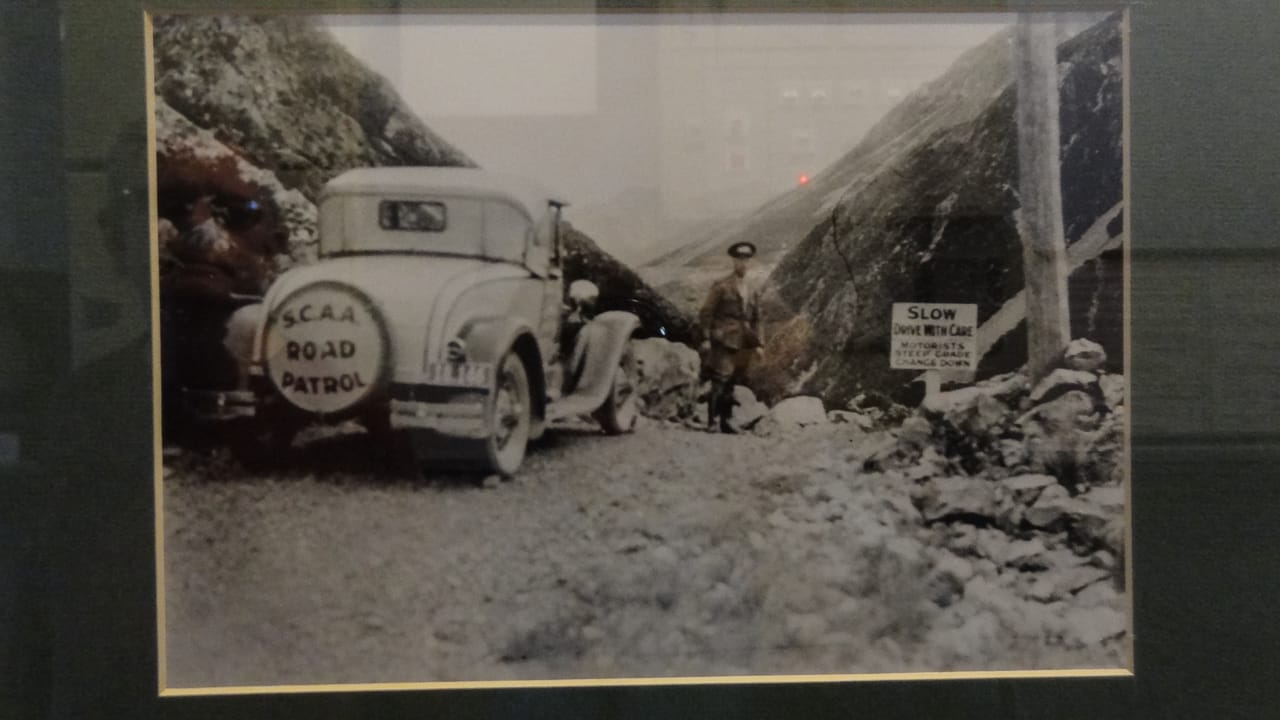 S.C.A.A.
ROAD
PATROL
SLOW
DRIVE WITH CARE
MOTORISTS
STEEP GRADE
CHANGE DOWN